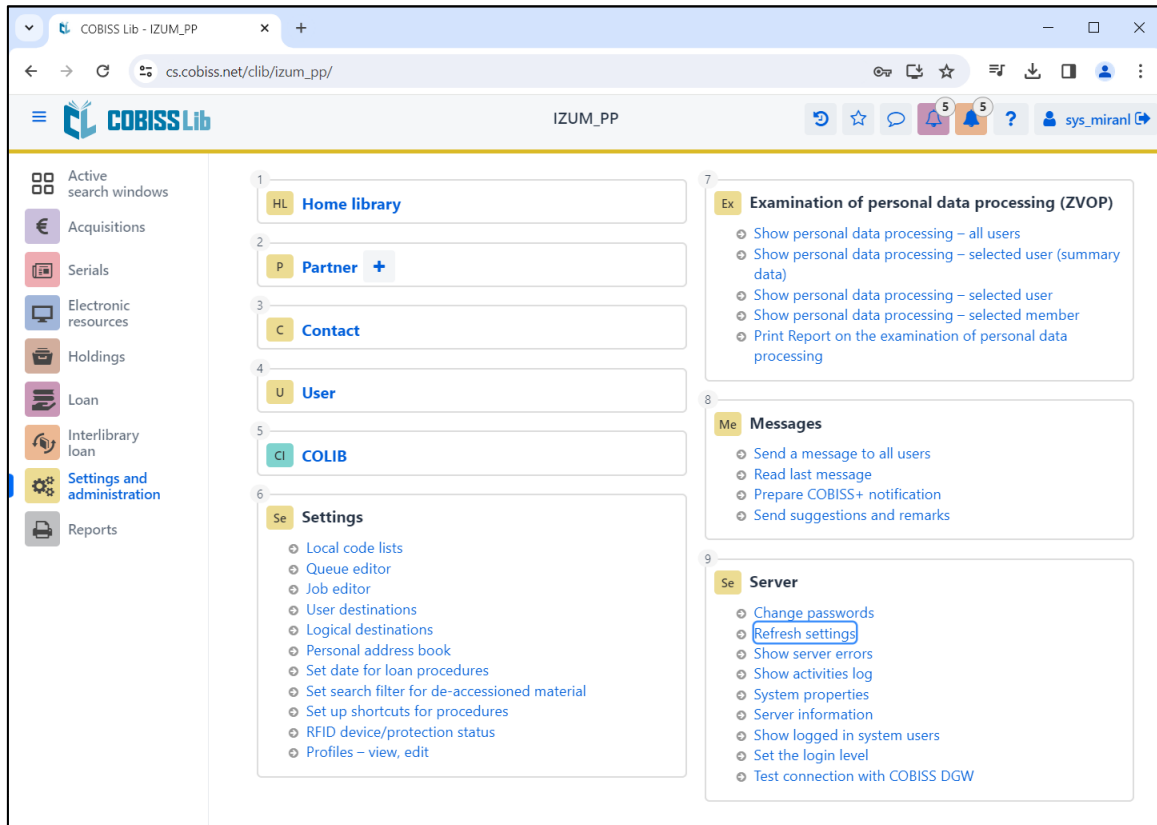 COBISS Lib - IZUM_PP
cs.cobiss.net/clib/izum_pp/
COBISS Lib
IZUM_PP
5
5
?
sys_miranl
Active
search windows
€
Acquisitions
Serials
Electronic
resources
Holdings
Loan
Interlibrary
loan
Settings and
administration
Reports
1
HL Home library
2
P Partner +
3
C Contact
4
U User
5
Cl COLIB
6
Se Settings
Local code lists
Queue editor
Job editor
User destinations
Logical destinations
Personal address book
Set date for loan procedures
Set search filter for de-accessioned material
Set up shortcuts for procedures
RFID device/protection status
Profiles – view, edit
7
Ex Examination of personal data processing (ZVOP)
Show personal data processing – all users
Show personal data processing – selected user (summary
data)
Show personal data processing – selected user
Show personal data processing – selected member
Print Report on the examination of personal data
processing
8
Me Messages
Send a message to all users
Read last message
Prepare COBISS+ notification
Send suggestions and remarks
9
Se Server
Change passwords
Refresh settings
Show server errors
Show activities log
System properties
Server information
Show logged in system users
Set the login level
Test connection with COBISS DGW